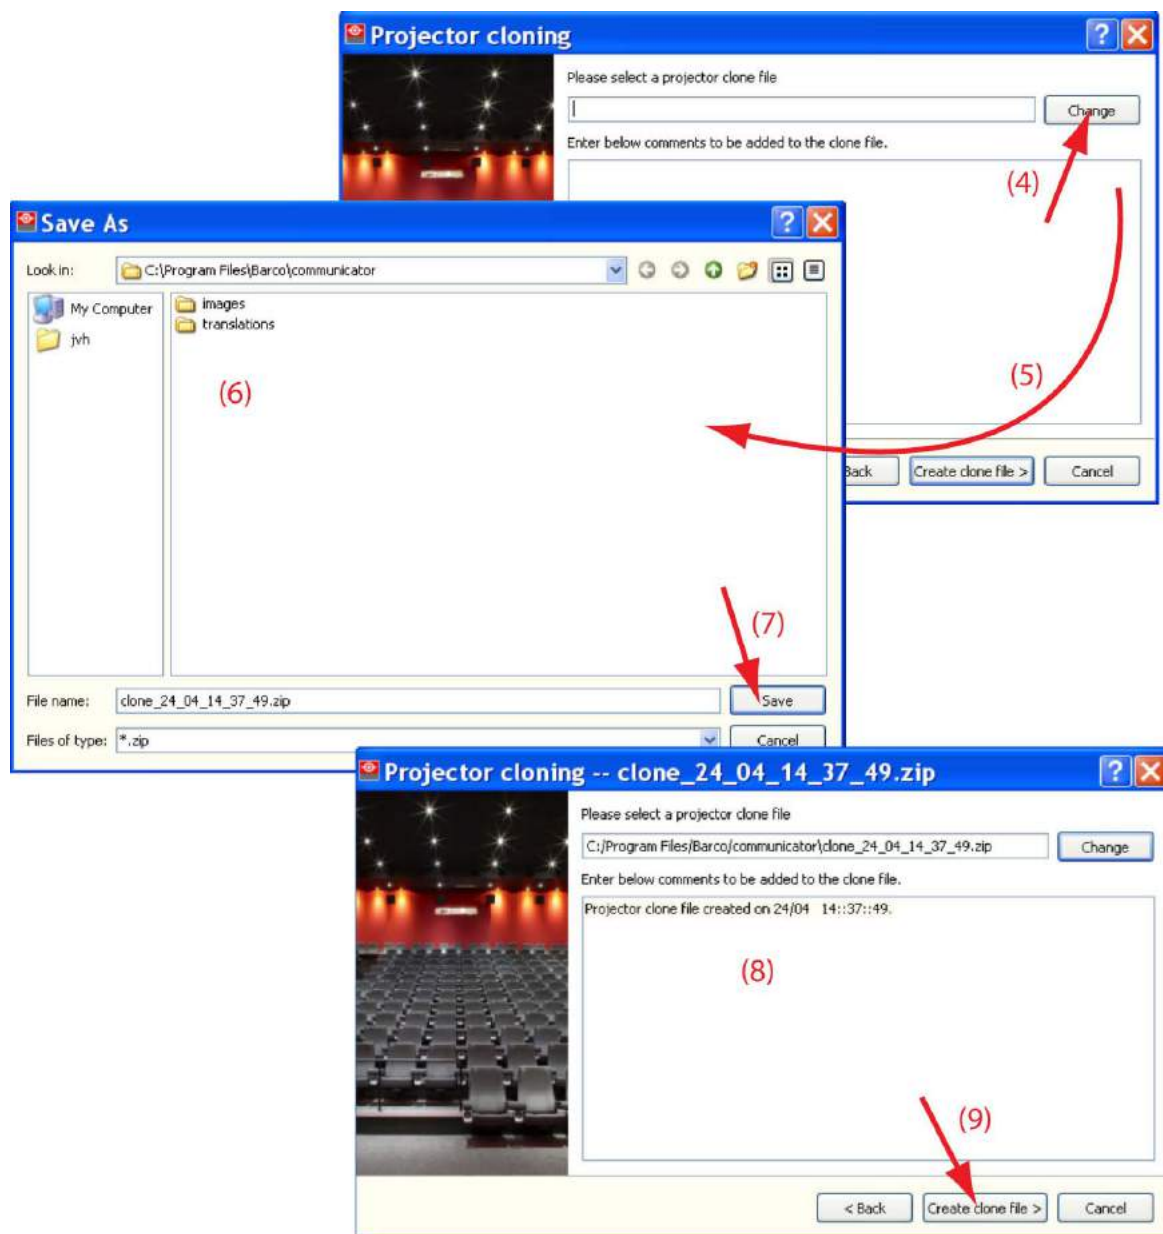 Projector cloning
Please select a projector clone file
Change
Enter below comments to be added to the clone file.
(4)
(5)
Back
Create clone file >
Cancel
Save As
Look in:
C:\Program Files\Barco\communicator
My Computer
jvh
images
translations
(6)
(7)
File name:
clone_24_04_14_37_49.zip
Save
Files of type:
*.zip
Cancel
Projector cloning -- clone_24_04_14_37_49.zip
Please select a projector clone file
C:/Program Files/Barco/communicator\clone_24_04_14_37_49.zip
Change
Enter below comments to be added to the clone file.
Projector clone file created on 24/04 14::37::49.
(8)
(9)
< Back
Create clone file >
Cancel